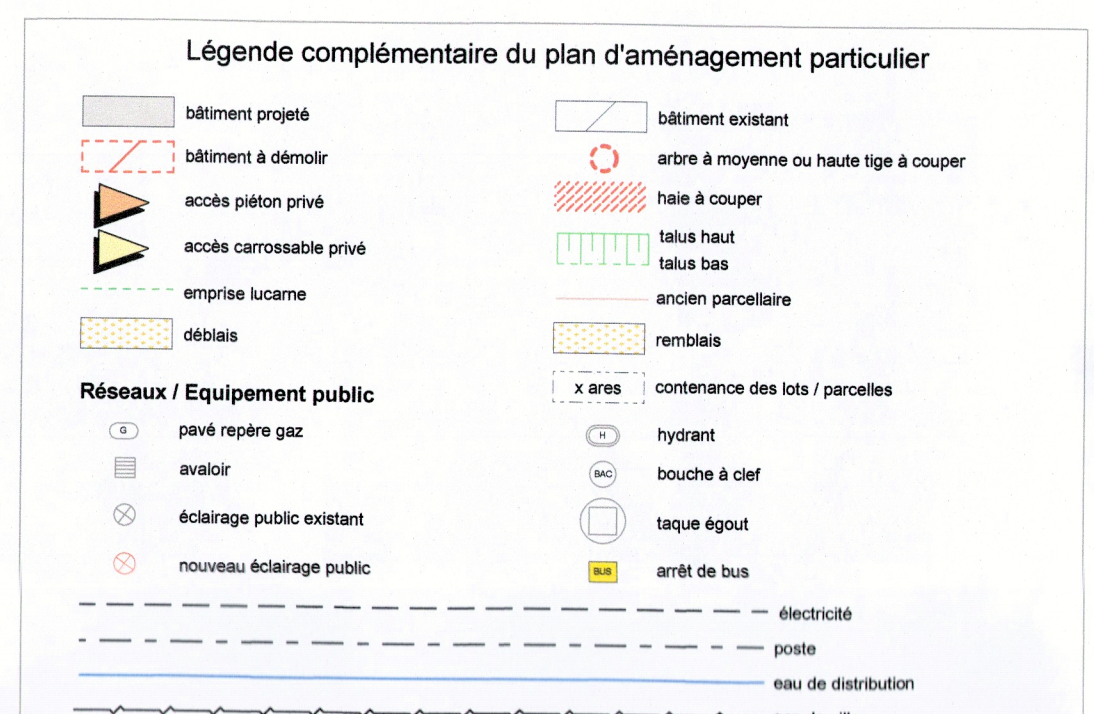 Légende complémentaire du plan d'aménagement particulier
bâtiment projeté
bâtiment à démolir
accès piéton privé
accès carrossable privé
emprise lucarne
déblais
bâtiment existant
arbre à moyenne ou haute tige à couper
haie à couper
talus haut
talus bas
ancien parcellaire
remblais
x ares contenance des lots / parcelles
Réseaux / Equipement public
G pavé repère gaz
avaloir
éclairage public existant
nouveau éclairage public
H hydrant
BAC bouche à clef
taque égout
BUS arrêt de bus
électricité
poste
eau de distribution